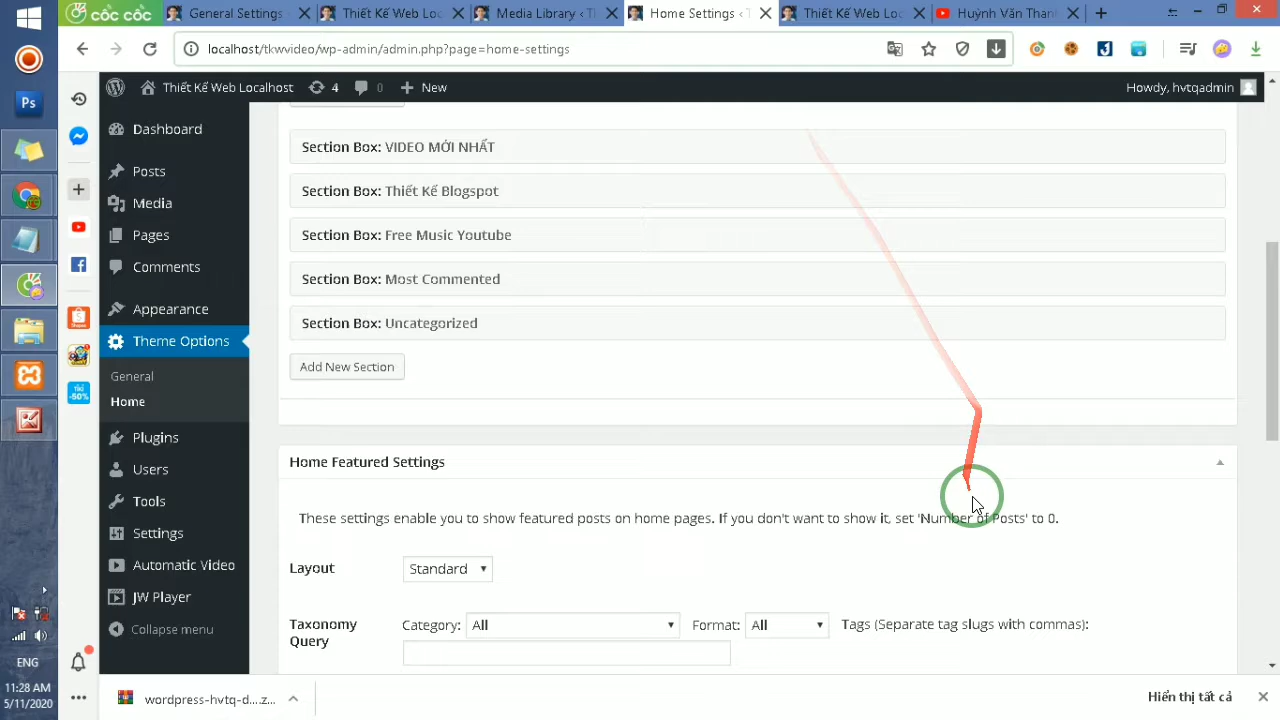 cốc cốc
General Settings
Thiết Kế Web Loc
Media Library ‹ T
Home Settings ‹
Thiết Kế Web Loc
Huỳnh Văn Than
localhost/tkwvideo/wp-admin/admin.php?page=home-settings
Thiết Kế Web Localhost
4
0
New
Howdy, hvtqadmin
Dashboard
Posts
Media
Pages
Comments
Appearance
Theme Options
General
Home
Plugins
Users
Tools
Settings
Automatic Video
JW Player
Collapse menu
Section Box: VIDEO MỚI NHẤT
Section Box: Thiết Kế Blogspot
Section Box: Free Music Youtube
Section Box: Most Commented
Section Box: Uncategorized
Add New Section
Home Featured Settings
These settings enable you to show featured posts on home pages. If you don't want to show it, set 'Number of Posts' to 0.
Layout
Standard
Taxonomy
Query
Category:
All
Format:
All
Tags (Separate tag slugs with commas):
Ps
-50%
ENG
11:28 AM
5/11/2020
wordpress-hvtq-d....z...
Hiển thị tất cả